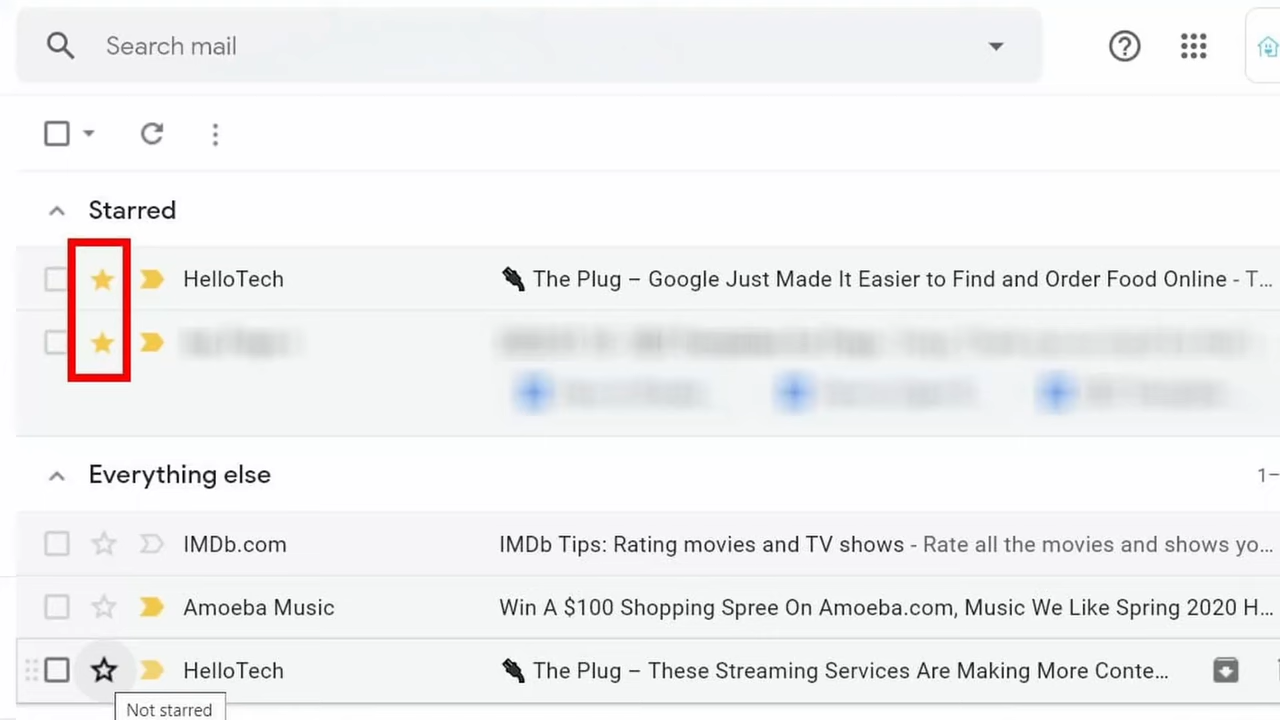 Search mail
Starred
HelloTech The Plug – Google Just Made It Easier to Find and Order Food Online - T...
Everything else
1–
IMDb.com IMDb Tips: Rating movies and TV shows - Rate all the movies and shows yo...
Amoeba Music Win A $100 Shopping Spree On Amoeba.com, Music We Like Spring 2020 H...
HelloTech The Plug – These Streaming Services Are Making More Conte...
Not starred